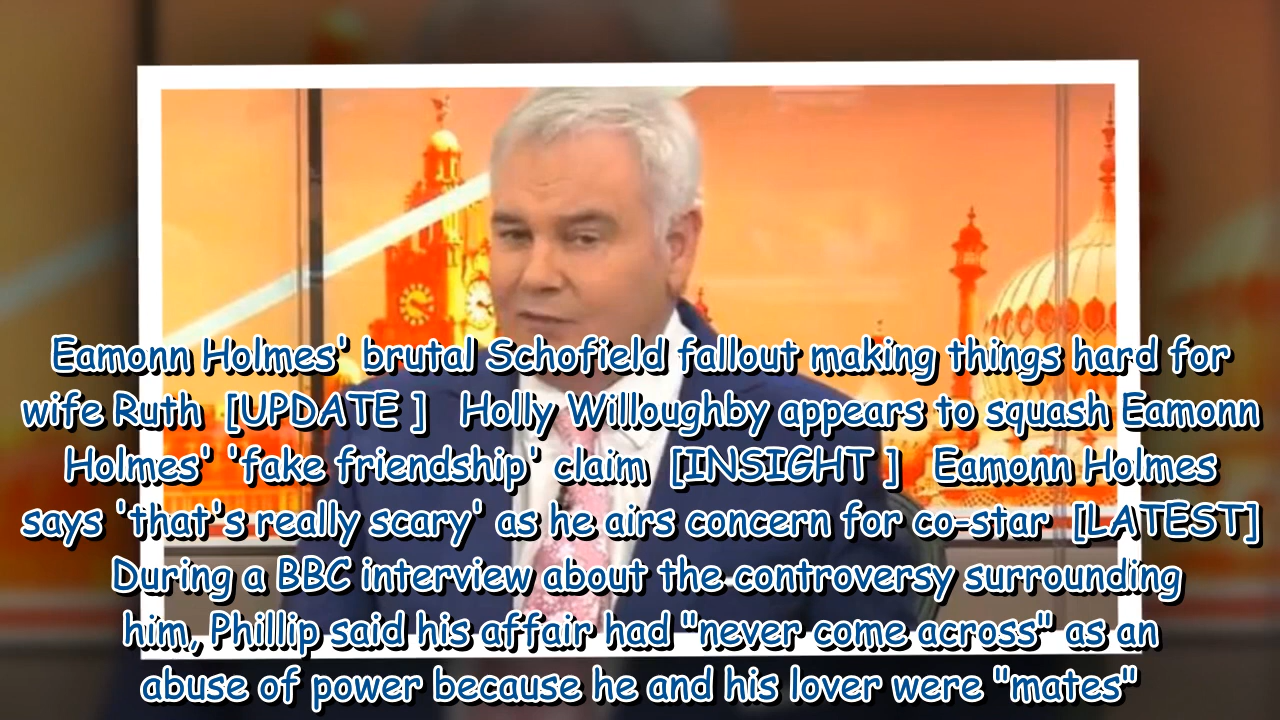 Eamonn Holmes' brutal Schofield fallout making things hard for
wife Ruth [UPDATE ] Holly Willoughby appears to squash Eamonn
Holmes' 'fake friendship' claim [INSIGHT ] Eamonn Holmes
says 'that's really scary' as he airs concern for co-star [LATEST]
During a BBC interview about the controversy surrounding
him, Phillip said his affair had "never come across" as an
abuse of power because he and his lover were "mates"